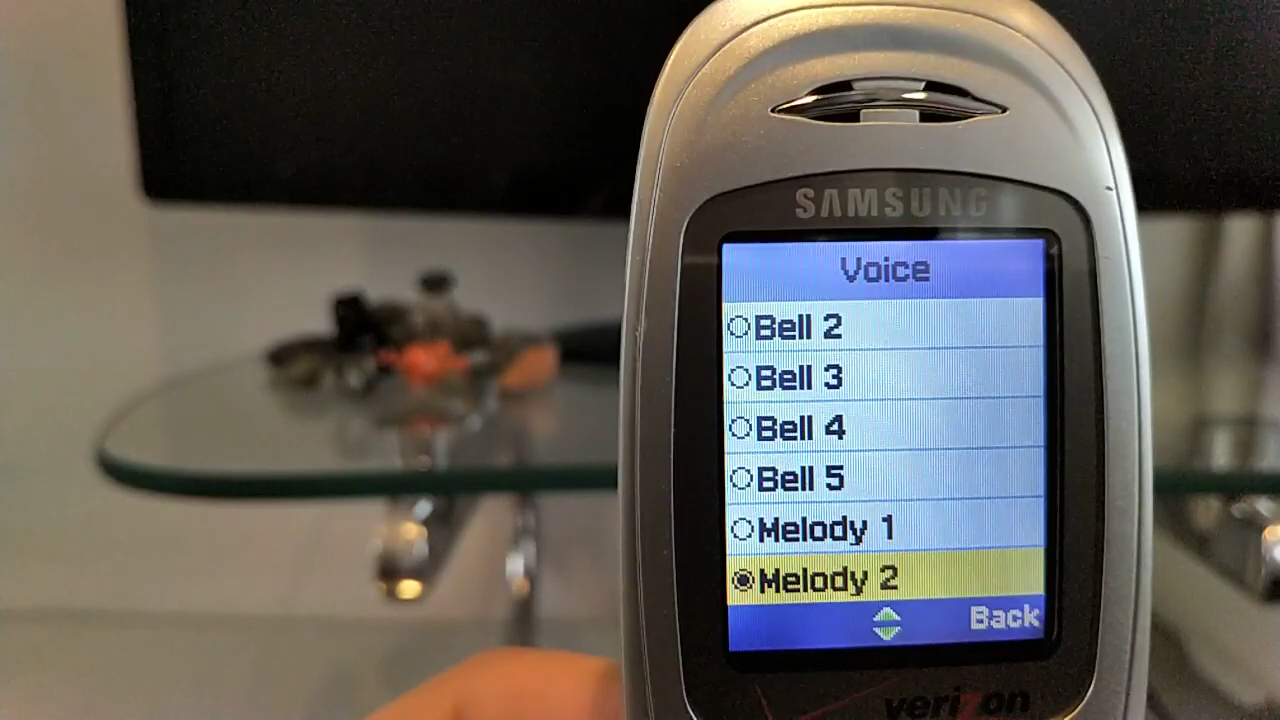 SAMSUNG
Voice
Bell 2
Bell 3
Bell 4
Bell 5
Melody 1
Melody 2
Back
verizon